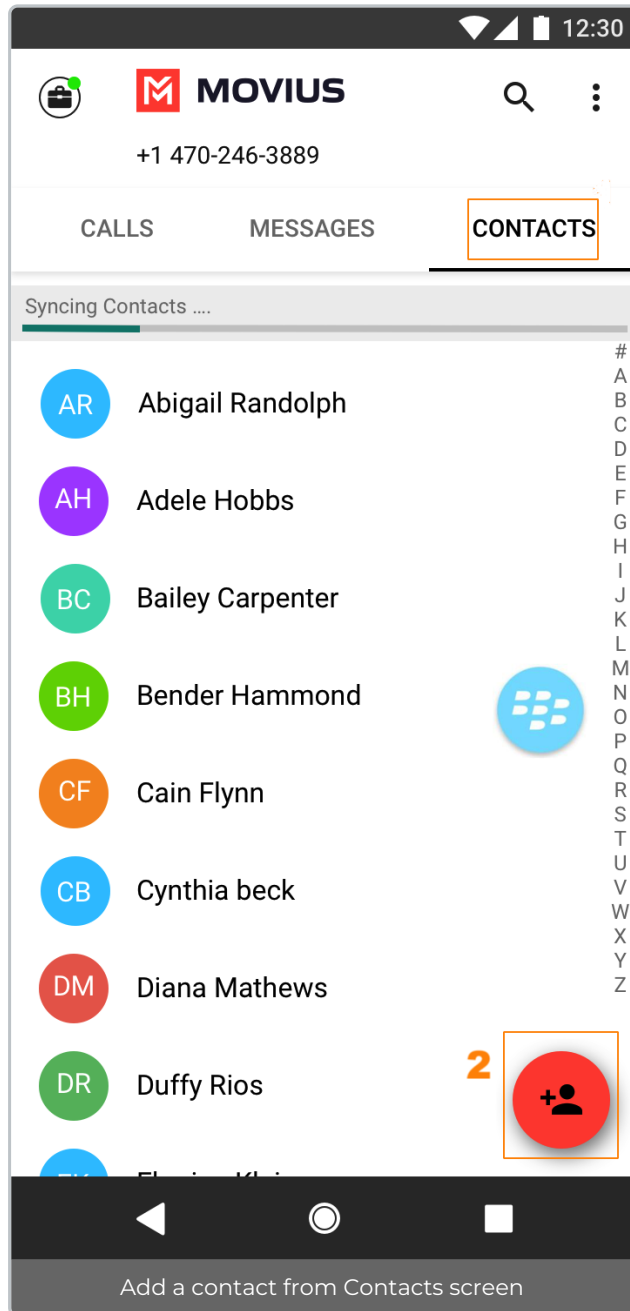 12:30
MOVIUS
+1 470-246-3889
CALLS MESSAGES CONTACTS
Syncing Contacts ....
#
A
B
C
D
E
F
G
H
I
J
K
L
M
N
O
P
Q
R
S
T
U
V
W
X
Y
Z
AR Abigail Randolph
AH Adele Hobbs
BC Bailey Carpenter
BH Bender Hammond
CF Cain Flynn
CB Cynthia beck
DM Diana Mathews
DR Duffy Rios
2
Add a contact from Contacts screen